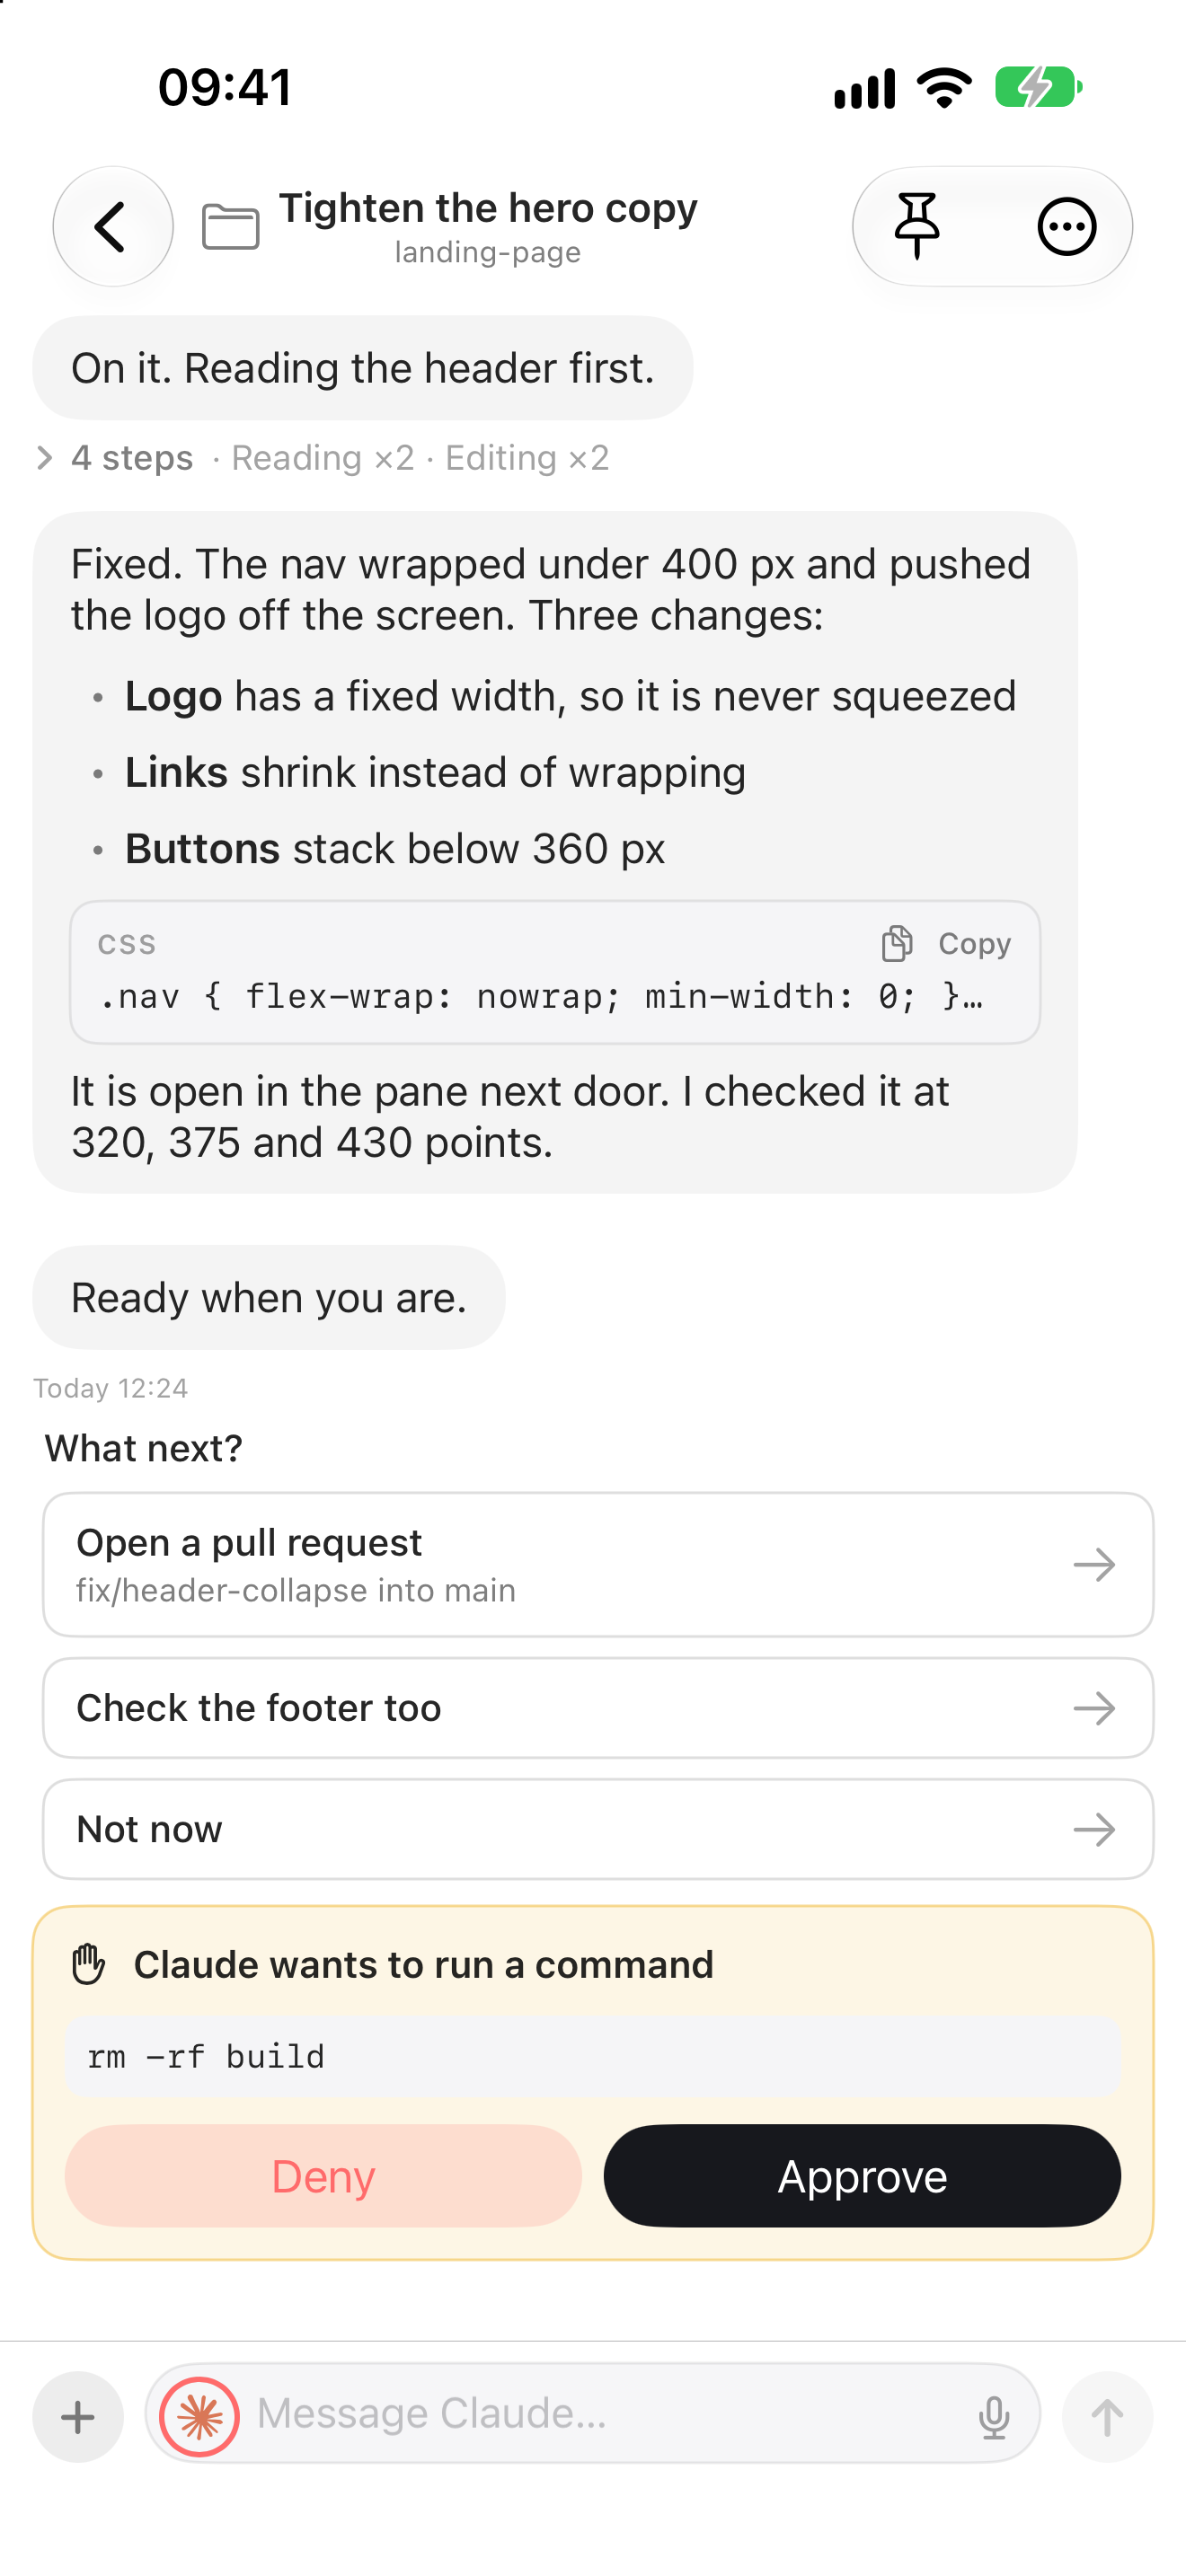 09:41
Tighten the hero copy
landing-page
On it. Reading the header first.
4 steps · Reading ×2 · Editing ×2
Fixed. The nav wrapped under 400 px and pushed
the logo off the screen. Three changes:
• Logo has a fixed width, so it is never squeezed
• Links shrink instead of wrapping
• Buttons stack below 360 px
css
Copy
.nav { flex-wrap: nowrap; min-width: 0; }…
It is open in the pane next door. I checked it at
320, 375 and 430 points.
Ready when you are.
Today 12:24
What next?
Open a pull request
fix/header-collapse into main
Check the footer too
Not now
Claude wants to run a command
rm -rf build
Deny
Approve
Message Claude...